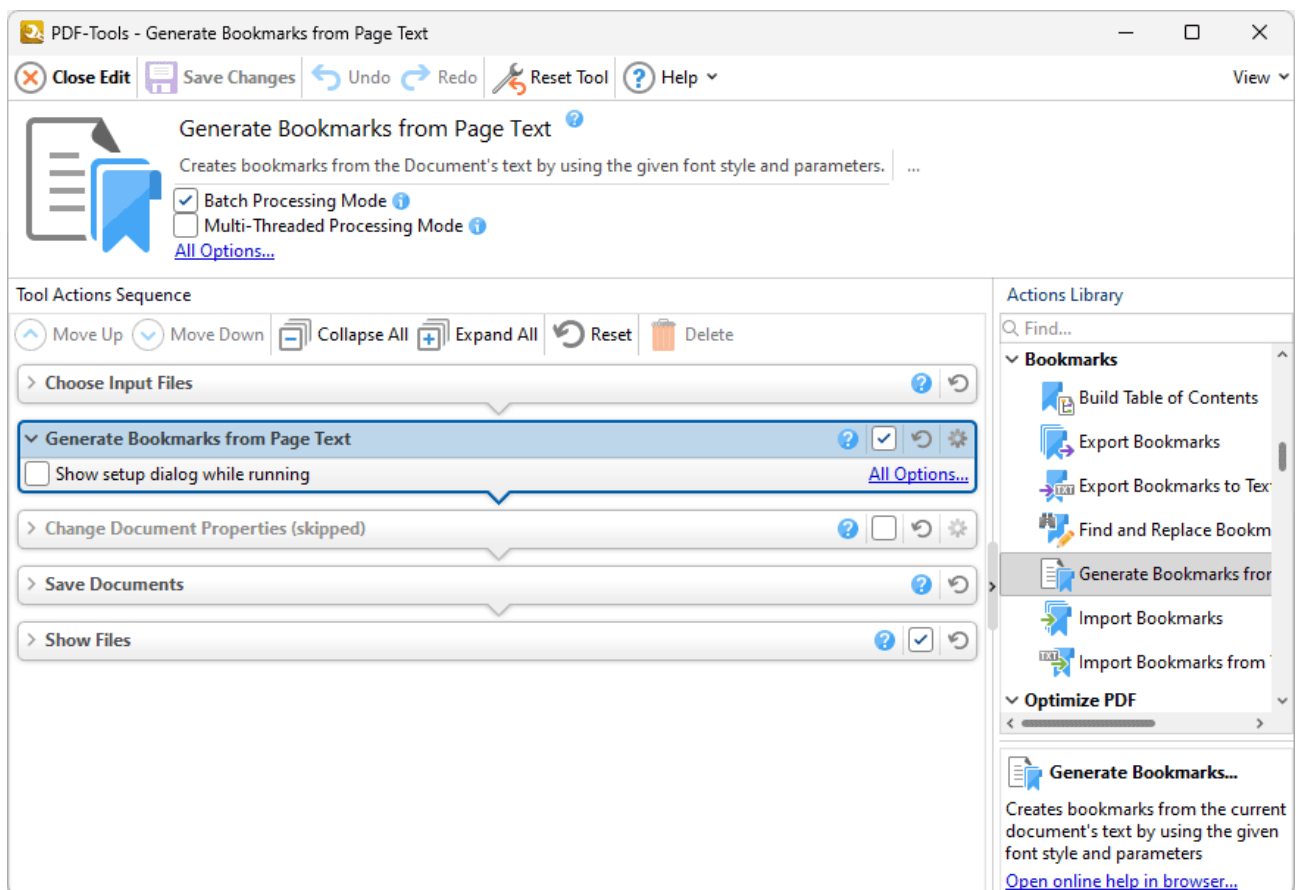 PDF-Tools - Generate Bookmarks from Page Text
Close Edit Save Changes Undo Redo Reset Tool Help View
Generate Bookmarks from Page Text
Creates bookmarks from the Document's text by using the given font style and parameters. ...
Batch Processing Mode
Multi-Threaded Processing Mode
All Options...
Tool Actions Sequence
Move Up Move Down Collapse All Expand All Reset Delete
Choose Input Files
Generate Bookmarks from Page Text
Show setup dialog while running All Options...
Change Document Properties (skipped)
Save Documents
Show Files
Actions Library
Find...
Bookmarks
Build Table of Contents
Export Bookmarks
TXT Export Bookmarks to Tex
Find and Replace Bookm
Generate Bookmarks fror
Import Bookmarks
TXT Import Bookmarks from
Optimize PDF
Generate Bookmarks...
Creates bookmarks from the current
document's text by using the given
font style and parameters
Open online help in browser...